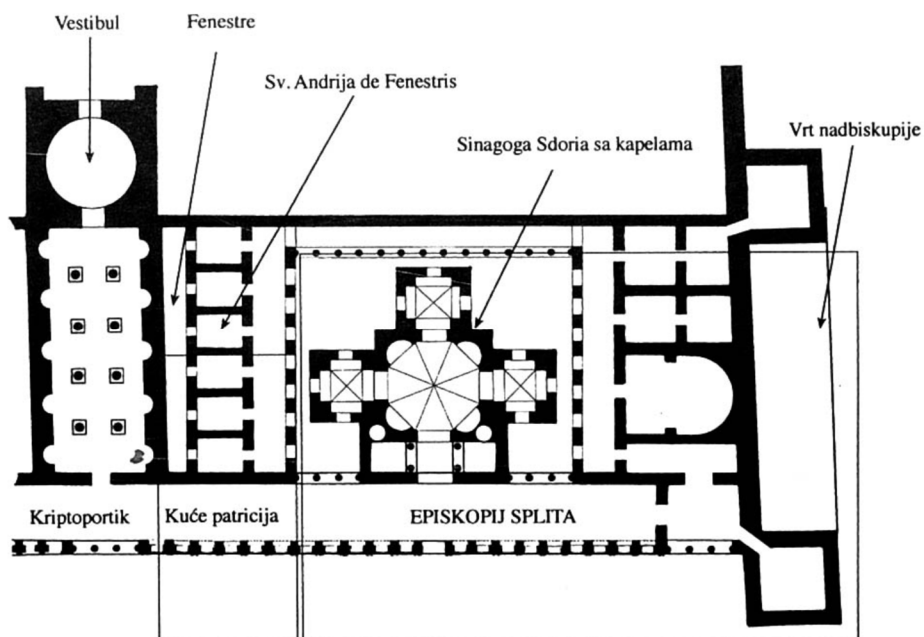 Vestibul
Fenestre
Sv. Andrija de Fenestris
Sinagoga Sdoria sa kapelama
Vrt nadbiskupije
Kriptoportik
Kuće patricija
EPISKOPIJ SPLITA